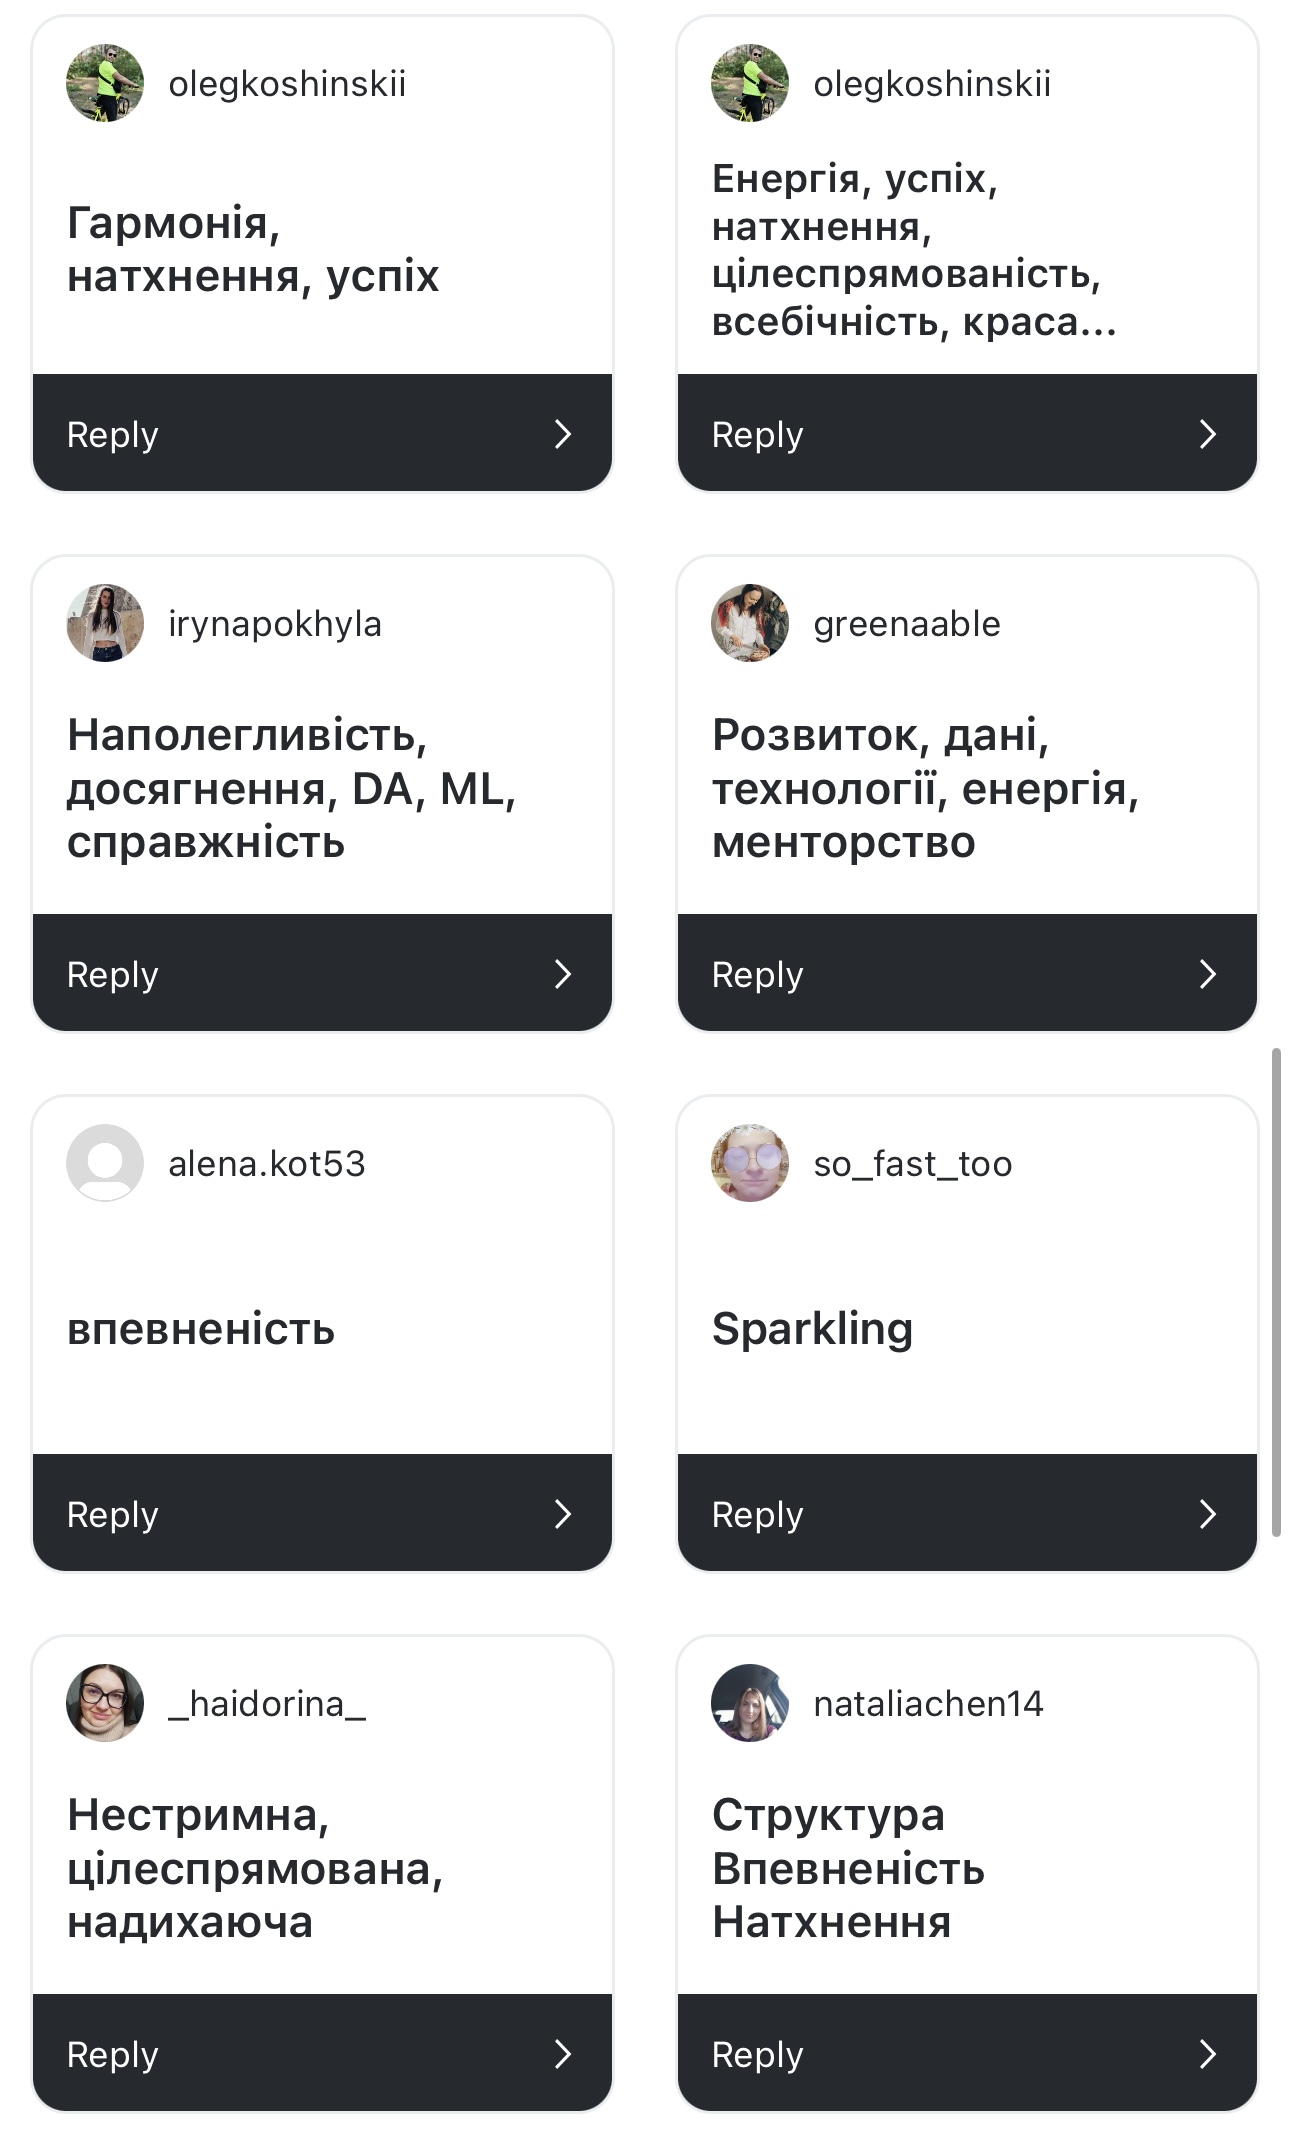 olegkoshinskii
Гармонія,
натхнення, успіх
Reply
olegkoshinskii
Енергія, успіх,
натхнення,
цілеспрямованість,
всебічність, краса...
Reply
irynapokhyla
Наполегливість,
досягнення, DA, ML,
справжність
Reply
greenaable
Розвиток, дані,
технології, енергія,
менторство
Reply
alena.kot53
впевненість
Reply
so_fast_too
Sparkling
Reply
_haidorina_
Нестримна,
цілеспрямована,
надихаюча
Reply
nataliachen14
Структура
Впевненість
Натхнення
Reply